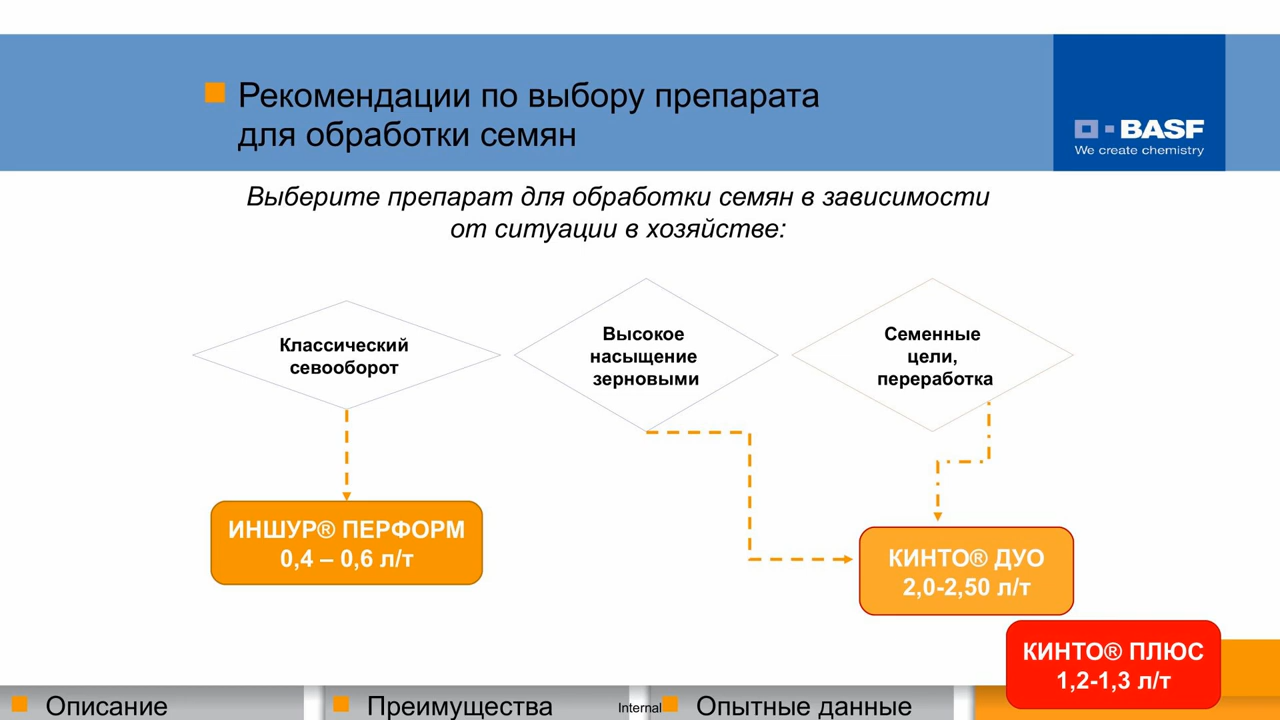 Рекомендации по выбору препарата
для обработки семян
BASF
We create chemistry
Выберите препарат для обработки семян в зависимости
от ситуации в хозяйстве:
Классический
севооборот
Высокое
насыщение
зерновыми
Семенные
цели,
переработка
ИНШУР® ПЕРФОРМ
0,4 – 0,6 л/т
КИНТО® ДУО
2,0-2,50 л/т
КИНТО® ПЛЮС
1,2-1,3 л/т
Описание
Преимущества
Internal
Опытные данные